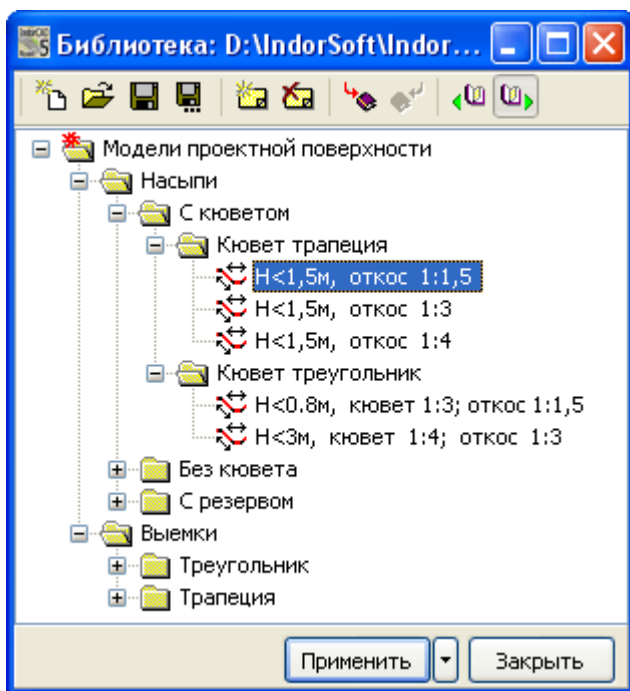 Библиотека: D:\IndorSoft\Indor...
Модели проектной поверхности
Насыпи
С кюветом
Кювет трапеция
Н<1,5м, откос 1:1,5
Н<1,5м, откос 1:3
Н<1,5м, откос 1:4
Кювет треугольник
Н<0.8м, кювет 1:3; откос 1:1,5
Н<3м, кювет 1:4; откос 1:3
Без кювета
С резервом
Выемки
Треугольник
Трапеция
Применить Закрыть